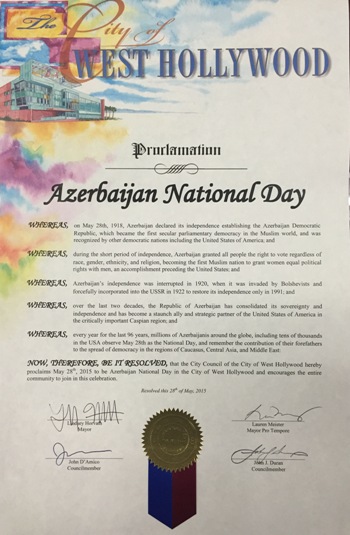 The City of
WEST HOLLYWOOD
Proclamation
Azerbaijan National Day
WHEREAS, on May 28th, 1918, Azerbaijan declared its independence establishing the Azerbaijan Democratic
Republic, which became the first secular parliamentary democracy in the Muslim world, and was
recognized by other democratic nations including the United States of America; and
WHEREAS, during the short period of independence, Azerbaijan granted all people the right to vote regardless of
race, gender, ethnicity, and religion, becoming the first Muslim nation to grant women equal political
rights with men, an accomplishment preceding the United States; and
WHEREAS, Azerbaijan's independence was interrupted in 1920, when it was invaded by Bolsheviks and
forcefully incorporated into the USSR in 1922 to restore its independence only in 1991; and
WHEREAS, over the last two decades, the Republic of Azerbaijan has consolidated its sovereignty and
independence and has become a staunch ally and strategic partner of the United States of America in
the critically important Caspian region; and
WHEREAS, every year for the last 96 years, millions of Azerbaijanis around the globe, including tens of thousands
in the USA observe May 28th as the National Day, and remember the contribution of their forefathers
to the spread of democracy in the regions of Caucasus, Central Asia, and Middle East.
NOW, THEREFORE, BE IT RESOLVED, that the City Council of the City of West Hollywood hereby
proclaims May 28th, 2015 to be Azerbaijan National Day in the City of West Hollywood and encourages the entire
community to join in this celebration.
Resolved this 28th of May, 2015
Lindsey Horvath
Mayor
Lauren Meister
Mayor Pro Tempore
John D'Amico
Councilmember
John J. Duran
Councilmember